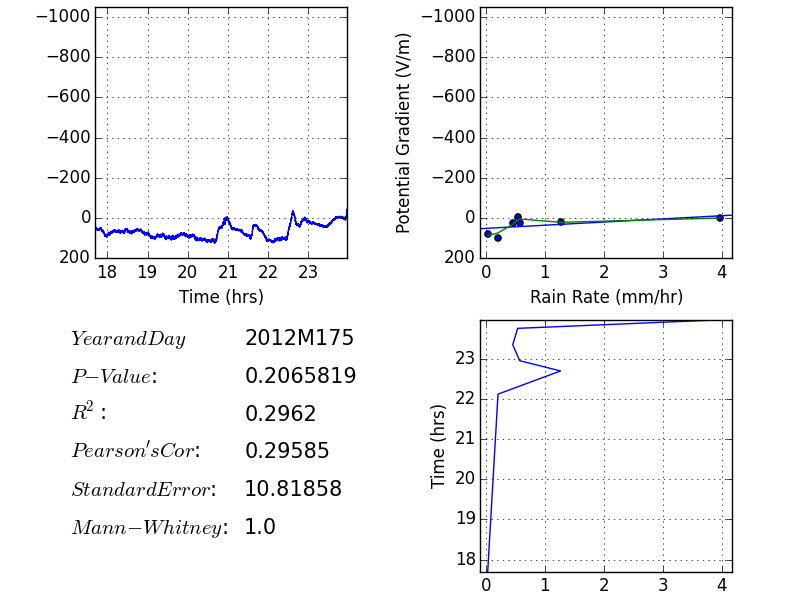 −1000
−800
−600
−400
−200
0
200
18 19 20 21 22 23
Time (hrs)
Potential Gradient (V/m)
−1000
−800
−600
−400
−200
0
200
0 1 2 3 4
Rain Rate (mm/hr)
YearandDay 2012M175
P−Value: 0.2065819
R²: 0.2962
Pearson'sCor: 0.29585
StandardError: 10.81858
Mann−Whitney: 1.0
Time (hrs)
23
22
21
20
19
18
0 1 2 3 4